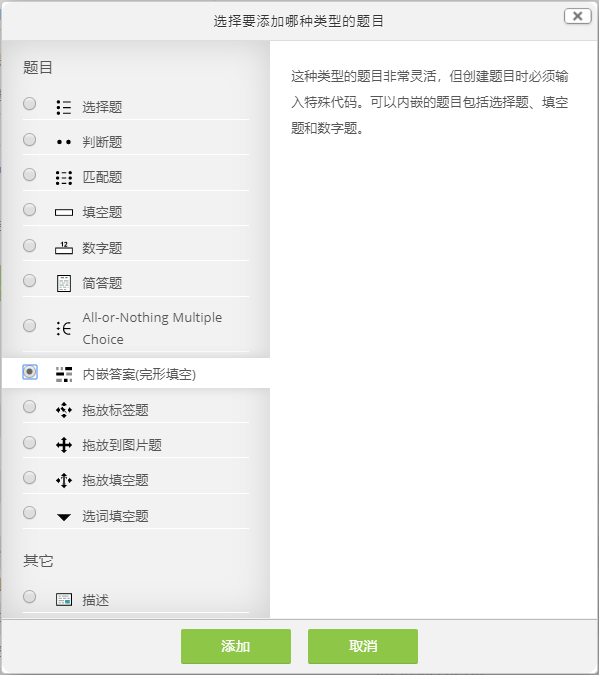 选择要添加哪种类型的题目
题目
选择题
判断题
匹配题
填空题
12
数字题
简答题
All-or-Nothing Multiple
Choice
内嵌答案(完形填空)
拖放标签题
拖放到图片题
拖放填空题
选词填空题
其它
描述
这种类型的题目非常灵活，但创建题目时必须输
入特殊代码。可以内嵌的题目包括选择题、填空
题和数字题。
添加
取消